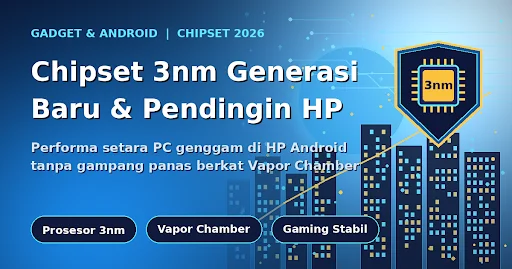 GADGET & ANDROID | CHIPSET 2026
Chipset 3nm Generasi
Baru & Pendingin HP
3nm
Performa setara PC genggam di HP Android
tanpa gampang panas berkat Vapor Chamber
Prosesor 3nm
Vapor Chamber
Gaming Stabil